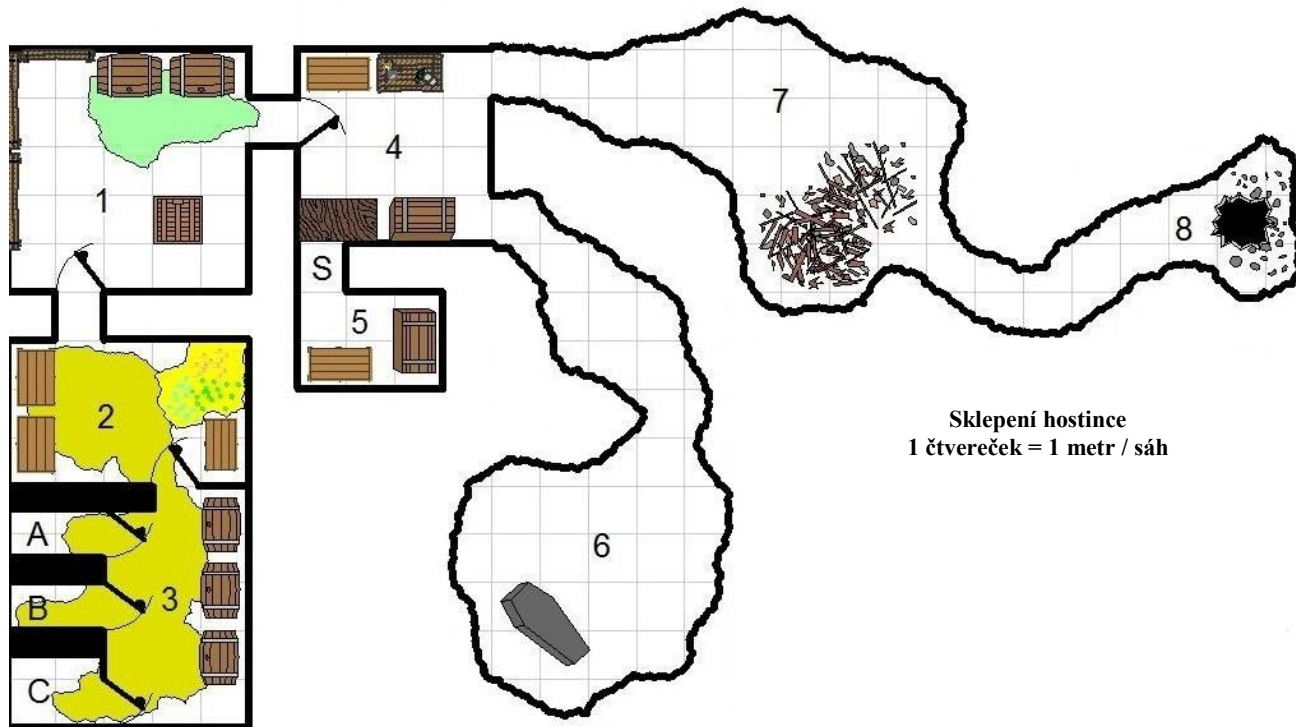 7
4
1
8
S
5
2
Sklepení hostince
1 čtvereček = 1 metr / sáh
A
6
3
B
C